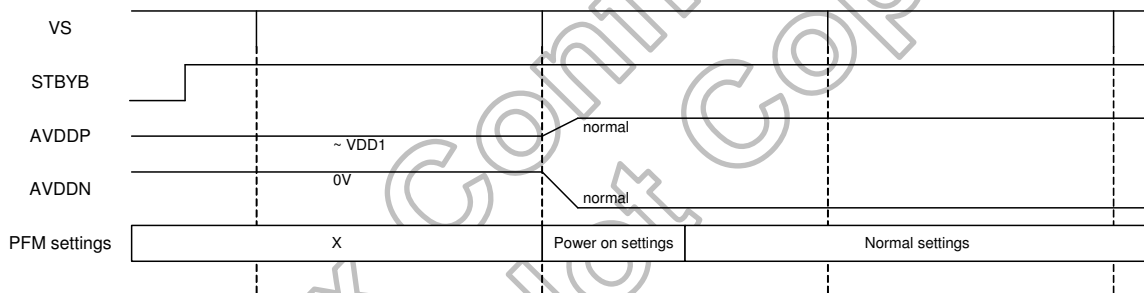 VS
STBYB
AVDDP
normal
~ VDD1
AVDDN
0V
normal
PFM settings
X
Power on settings
Normal settings